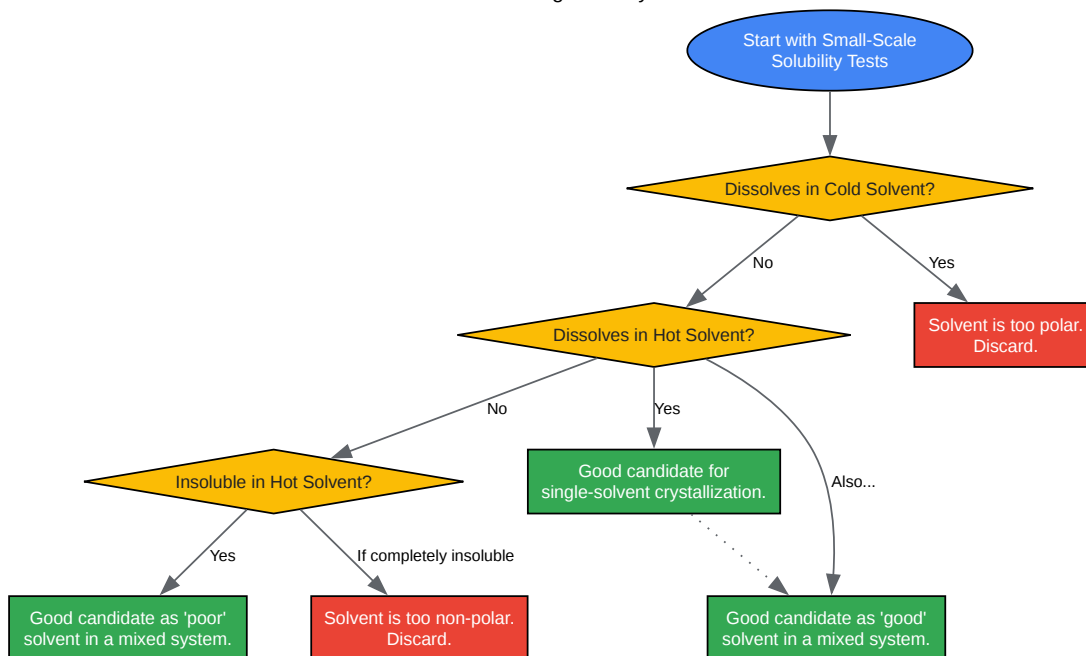 Start with Small-Scale
Solubility Tests
Dissolves in Cold Solvent?
No
Yes
Dissolves in Hot Solvent?
Solvent is too polar.
Discard.
No
Yes
Good candidate for
single-solvent crystallization.
Also...
Insoluble in Hot Solvent?
Yes
If completely insoluble
Good candidate as 'poor'
solvent in a mixed system.
Solvent is too non-polar.
Discard.
Good candidate as 'good'
solvent in a mixed system.